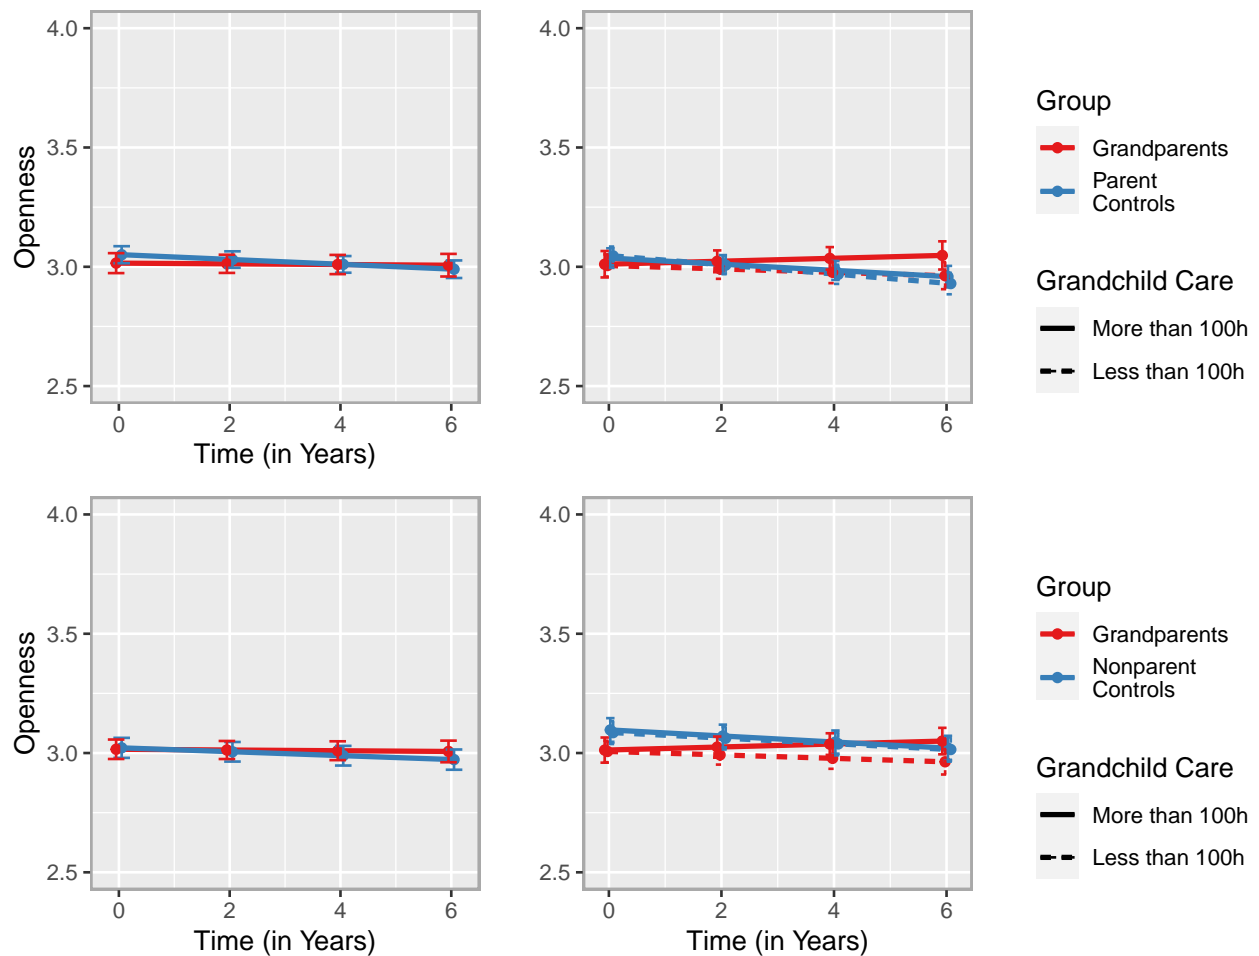 4.0
3.5
3.0
2.5
Openness
0 2 4 6
Time (in Years)
4.0
3.5
3.0
2.5
0 2 4 6
Group
Grandparents
Parent
Controls
Grandchild Care
More than 100h
Less than 100h
4.0
3.5
3.0
2.5
Openness
0 2 4 6
Time (in Years)
4.0
3.5
3.0
2.5
0 2 4 6
Time (in Years)
Group
Grandparents
Nonparent
Controls
Grandchild Care
More than 100h
Less than 100h